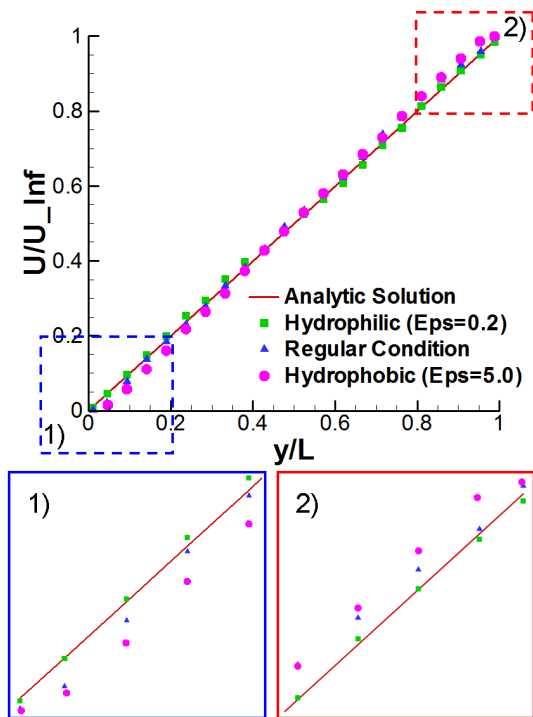 2)
1
0.8
0.6
0.4
0.2
0
U/U_Inf
Analytic Solution
Hydrophilic (Eps=0.2)
Regular Condition
Hydrophobic (Eps=5.0)
1)
0 0.2 0.4 0.6 0.8 1
y/L
1)
2)